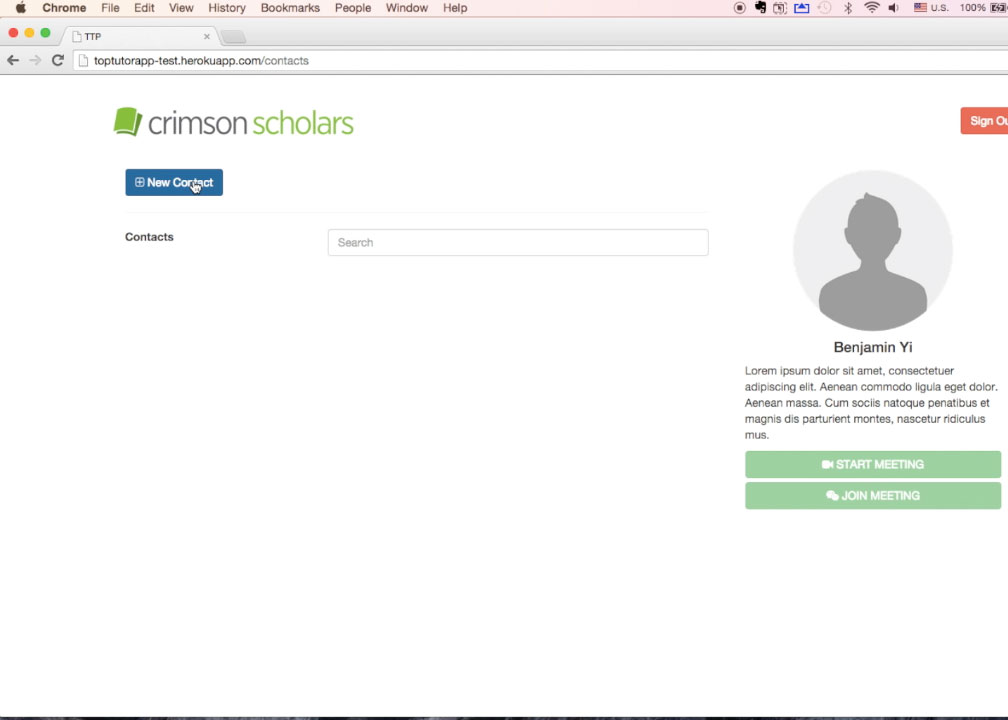 Chrome File Edit View History Bookmarks People Window Help U.S. 100%
TTP
toptutorapp-test.herokuapp.com/contacts
crimson scholars
Sign Ou
New Contact
Contacts
Search
Benjamin Yi
Lorem ipsum dolor sit amet, consectetuer
adipiscing elit. Aenean commodo ligula eget dolor.
Aenean massa. Cum sociis natoque penatibus et
magnis dis parturient montes, nascetur ridiculus
mus.
START MEETING
JOIN MEETING